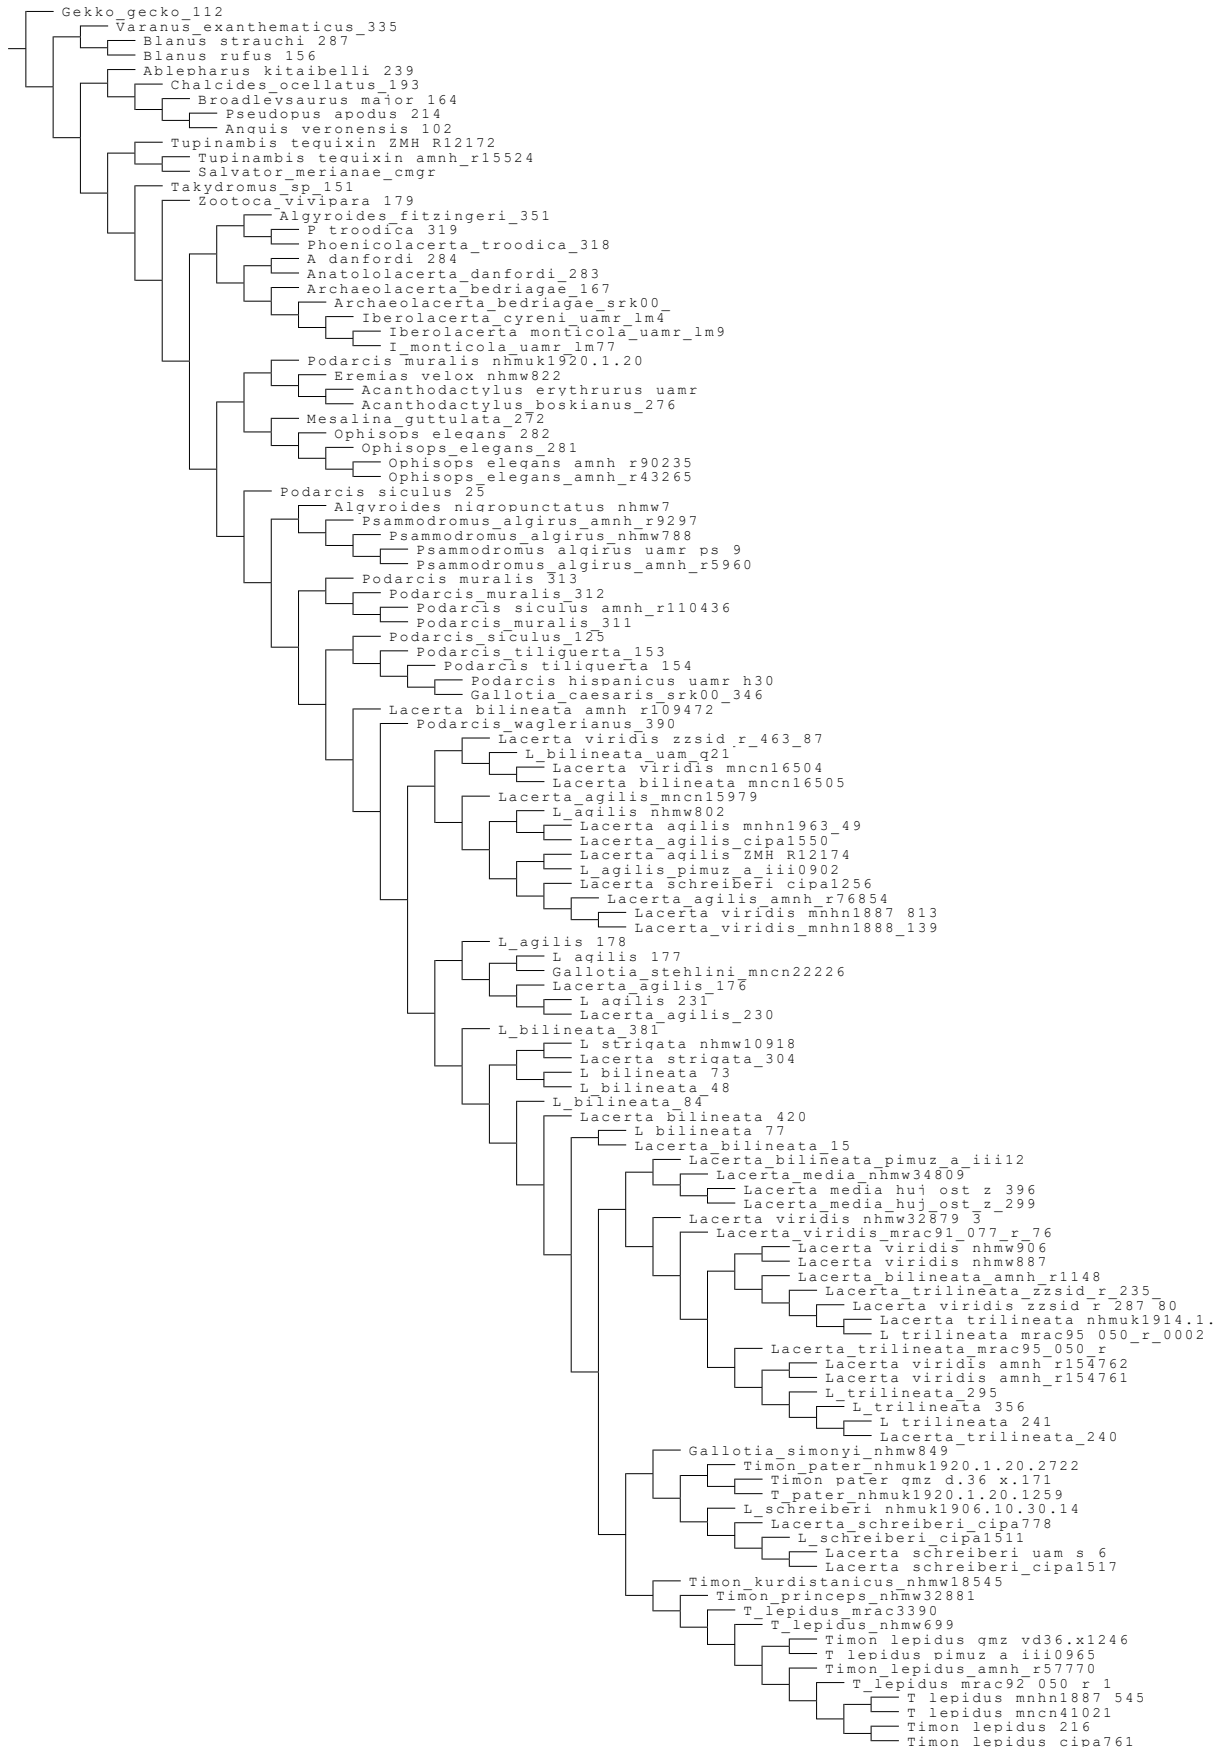 Gekko_gecko_112
Varanus_exanthematicus_335
Blanus_strauchi_287
Blanus_rufus_156
Ablepharus_kitaibelli_239
Chalcides_ocellatus_193
Broadleysaurus_major_164
Pseudopus_apodus_214
Anguis_veronensis_102
Tupinambis_teguixin_ZMH_R12172
Tupinambis_teguixin_amnh_r15524
Salvator_merianae_cmgr
Takydromus_sp_151
Zootoca_vivipara_179
Algyroides_fitzingeri_351
P_troodica_319
Phoenicolacerta_troodica_318
A_danfordi_284
Anatololacerta_danfordi_283
Archaeolacerta_bedriagae_167
Archaeolacerta_bedriagae_srk00_
Iberolacerta_cyreni_uamr_lm4
Iberolacerta_monticola_uamr_lm9
I_monticola_uamr_lm77
Podarcis_muralis_nhmuk1920.1.20
Eremias_velox_nhmw822
Acanthodactylus_erythrurus_uamr
Acanthodactylus_boskianus_276
Mesalina_guttulata_272
Ophisops_elegans_282
Ophisops_elegans_281
Ophisops_elegans_amnh_r90235
Ophisops_elegans_amnh_r43265
Podarcis_siculus_25
Algyroides_nigropunctatus_nhmw7
Psammodromus_algirus_amnh_r9297
Psammodromus_algirus_nhmw788
Psammodromus_algirus_uamr_ps_9
Psammodromus_algirus_amnh_r5960
Podarcis_muralis_313
Podarcis_muralis_312
Podarcis_siculus_amnh_r110436
Podarcis_muralis_311
Podarcis_siculus_125
Podarcis_tiliguerta_153
Podarcis_tiliguerta_154
Podarcis_hispanicus_uamr_h30
Gallotia_caesaris_srk00_346
Lacerta_bilineata_amnh_r109472
Podarcis_waglerianus_390
Lacerta_viridis_zzsid_r_463_87
L_bilineata_uam_q21
Lacerta_viridis_mncn16504
Lacerta_bilineata_mncn16505
Lacerta_agilis_mncn15979
L_agilis_nhmw802
Lacerta_agilis_mnhn1963_49
Lacerta_agilis_cipa1550
Lacerta_agilis_ZMH_R12174
L_agilis_pimuz_a_iii0902
Lacerta_schreiberi_cipa1256
Lacerta_agilis_amnh_r76854
Lacerta_viridis_mnhn1887_813
Lacerta_viridis_mnhn1888_139
L_agilis_178
L_agilis_177
Gallotia_stehlini_mncn22226
Lacerta_agilis_176
L_agilis_231
Lacerta_agilis_230
L_bilineata_381
L_strigata_nhmw10918
Lacerta_strigata_304
L_bilineata_73
L_bilineata_48
L_bilineata_84
Lacerta_bilineata_420
L_bilineata_77
Lacerta_bilineata_15
Lacerta_bilineata_pimuz_a_iii12
Lacerta_media_nhmw34809
Lacerta_media_huj_ost_z_396
Lacerta_media_huj_ost_z_299
Lacerta_viridis_nhmw32879_3
Lacerta_viridis_mrac91_077_r_76
Lacerta_viridis_nhmw906
Lacerta_viridis_nhmw887
Lacerta_bilineata_amnh_r1148
Lacerta_trilineata_zzsid_r_235_
Lacerta_viridis_zzsid_r_287_80
Lacerta_trilineata_nhmuk1914.1.
L_trilineata_mrac95_050_r_0002
Lacerta_trilineata_mrac95_050_r
Lacerta_viridis_amnh_r154762
Lacerta_viridis_amnh_r154761
L_trilineata_295
L_trilineata_356
L_trilineata_241
Lacerta_trilineata_240
Gallotia_simonyi_nhmw849
Timon_pater_nhmuk1920.1.20.2722
Timon_pater_gmz_d.36_x.171
T_pater_nhmuk1920.1.20.1259
L_schreiberi_nhmuk1906.10.30.14
Lacerta_schreiberi_cipa778
L_schreiberi_cipa1511
Lacerta_schreiberi_uam_s_6
Lacerta_schreiberi_cipa1517
Timon_kurdistanicus_nhmw18545
Timon_princeps_nhmw32881
T_lepidus_mrac3390
T_lepidus_nhmw699
Timon_lepidus_gmz_vd36.x1246
T_lepidus_pimuz_a_iii0965
Timon_lepidus_amnh_r57770
T_lepidus_mrac92_050_r_1
T_lepidus_mnhn1887_545
T_lepidus_mncn41021
Timon_lepidus_216
Timon_lepidus_cipa761